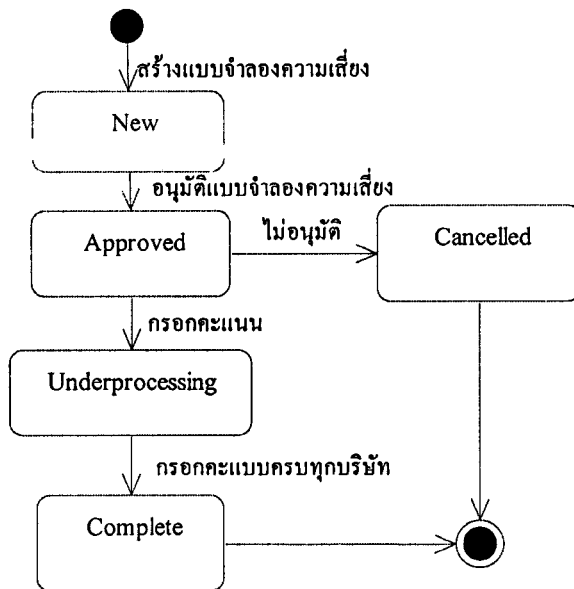 สร้างแบบจำลองความเสี่ยง
New
อนุมัติแบบจำลองความเสี่ยง
Approved
ไม่อนุมัติ
Cancelled
กรอกคะแนน
Underprocessing
กรอกคะแบบครบทุกบริษัท
Complete